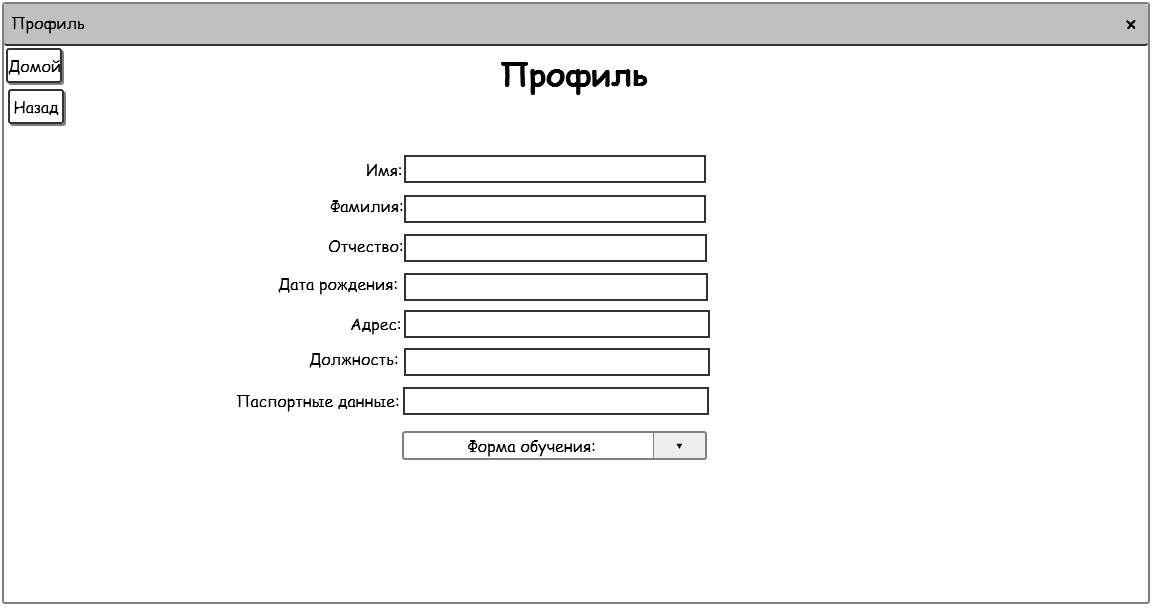 Профиль
×
Домой
Профиль
Назад
Имя:
Фамилия:
Отчество:
Дата рождения:
Адрес:
Должность:
Паспортные данные:
Форма обучения: